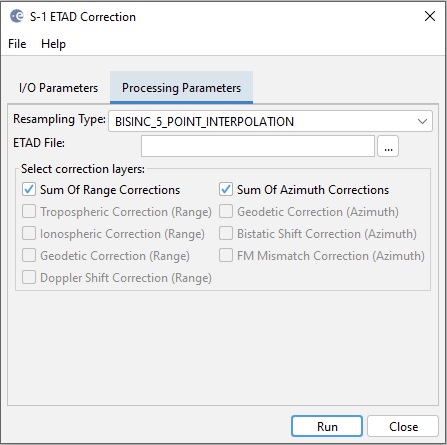 S-1 ETAD Correction
File Help
I/O Parameters Processing Parameters
Resampling Type: BISINC_5_POINT_INTERPOLATION
ETAD File: ...
Select correction layers:
Sum Of Range Corrections Sum Of Azimuth Corrections
Tropospheric Correction (Range) Geodetic Correction (Azimuth)
Ionospheric Correction (Range) Bistatic Shift Correction (Azimuth)
Geodetic Correction (Range) FM Mismatch Correction (Azimuth)
Doppler Shift Correction (Range)
Run Close